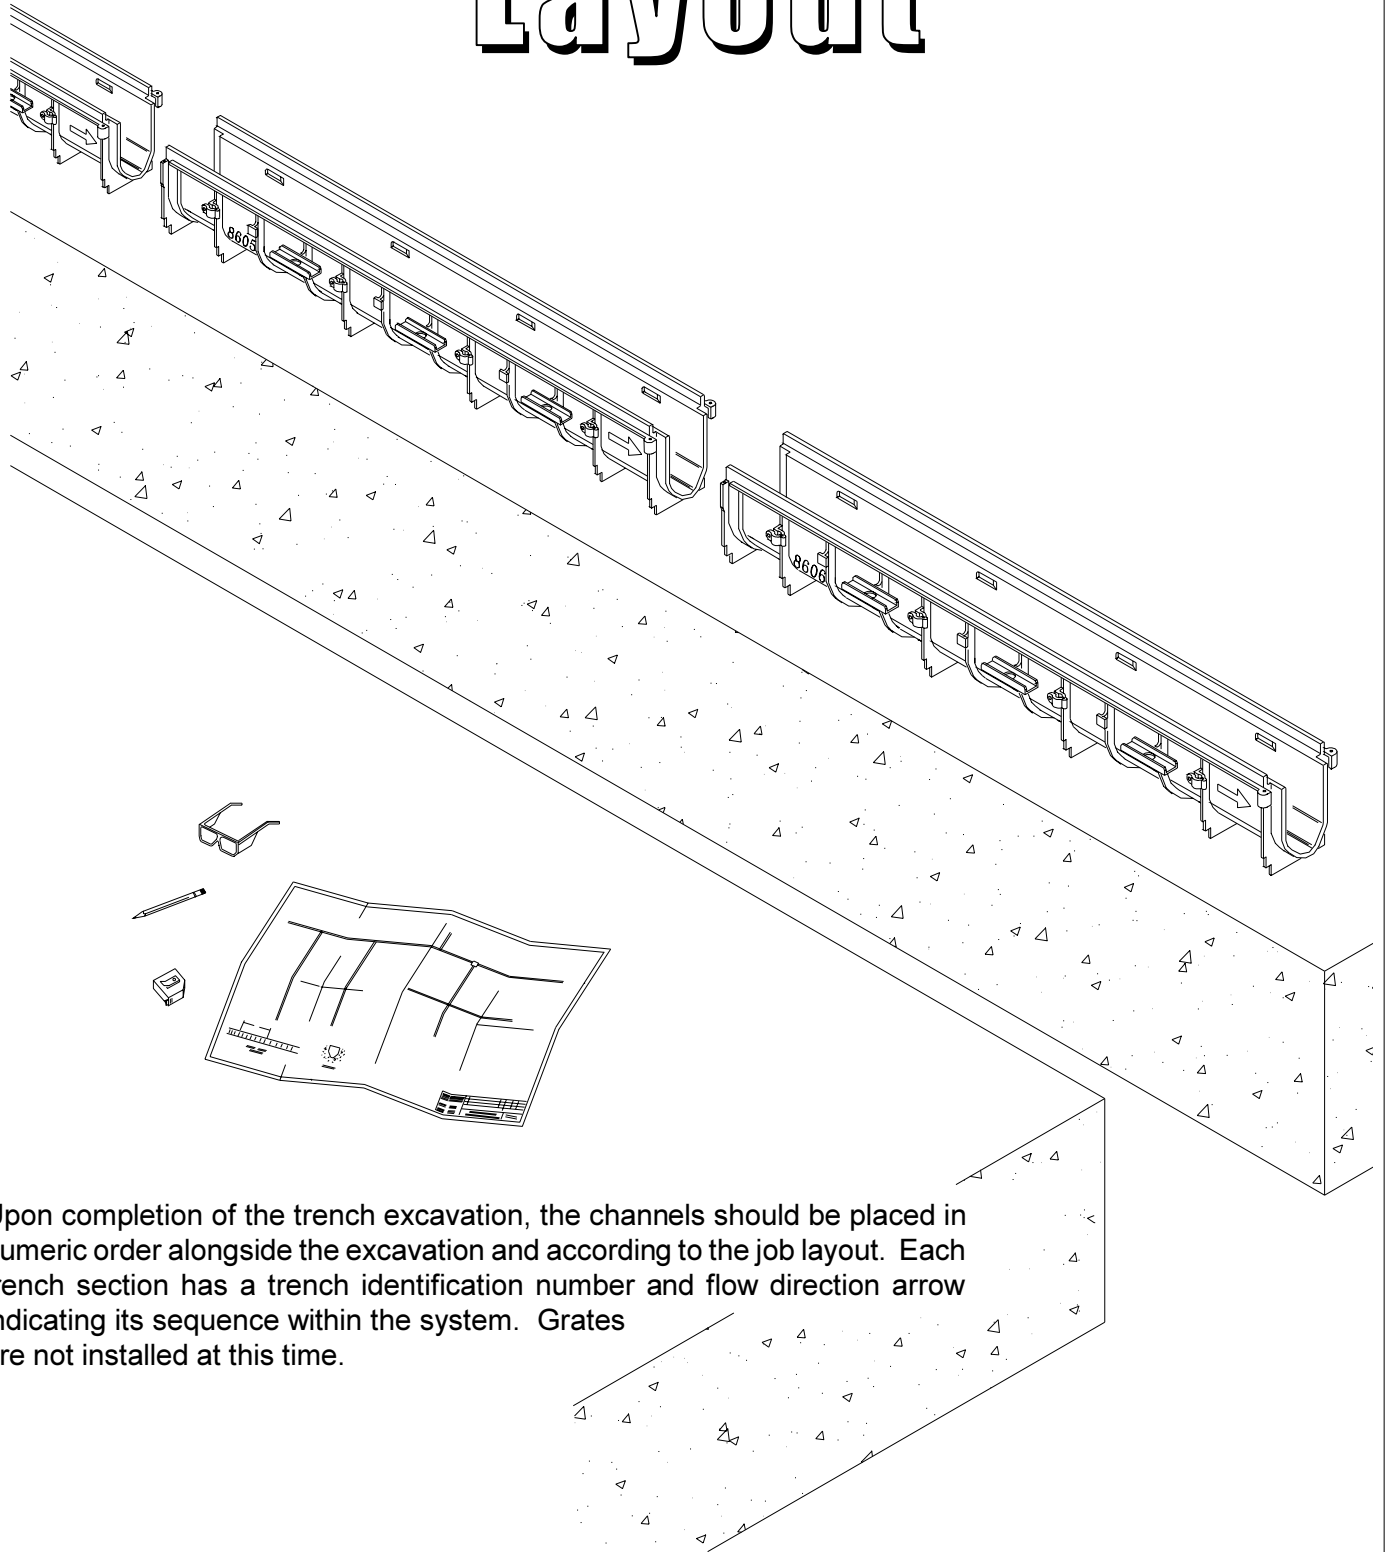 Layout
8605
8606
Upon completion of the trench excavation, the channels should be placed in
numeric order alongside the excavation and according to the job layout.  Each
trench section has a trench identification number and flow direction arrow
indicating its sequence within the system.  Grates
are not installed at this time.